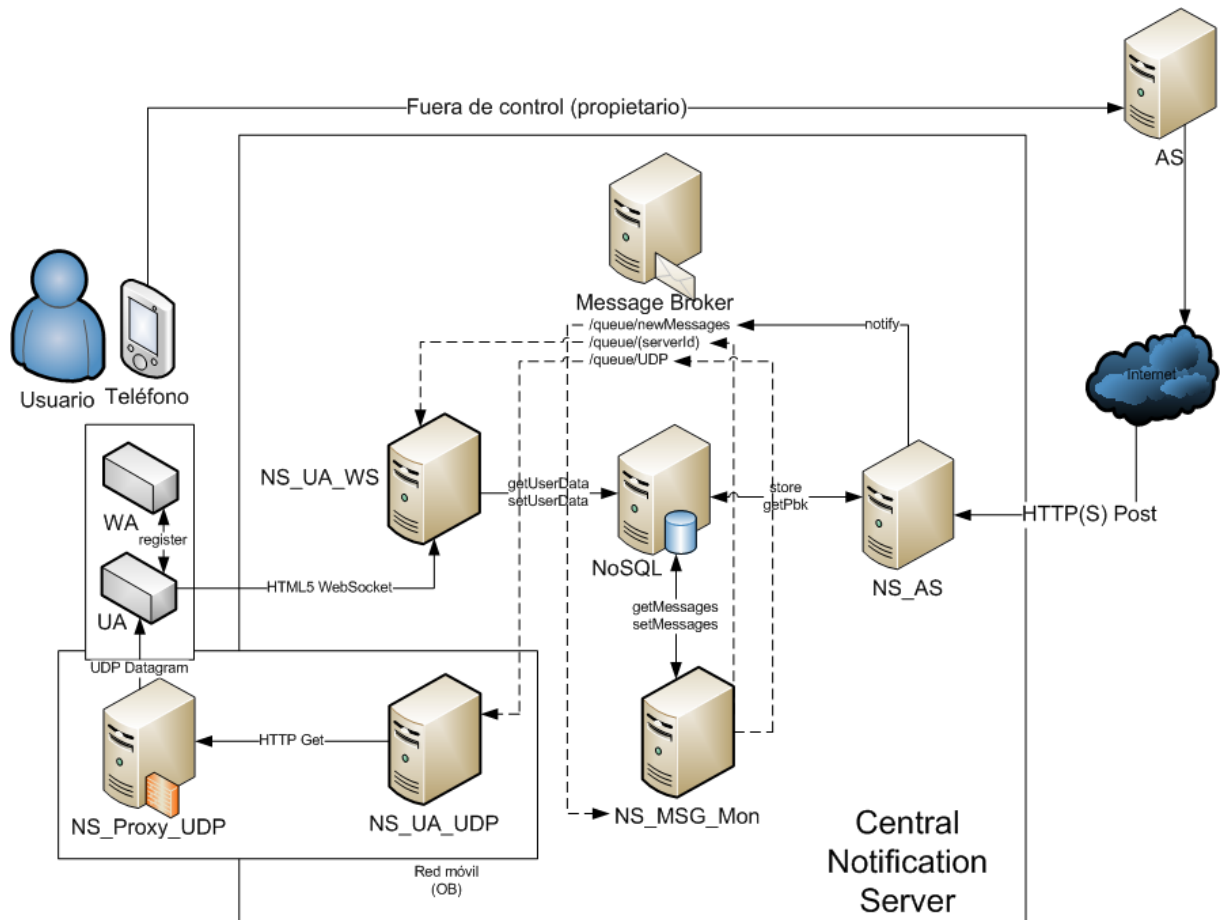 Fuera de control (propietario)
AS
Message Broker
/queue/newMessages
/queue/(serverId)
/queue/UDP
notify
Internet
Usuario
Teléfono
NS_UA_WS
getUserData
setUserData
NoSQL
store
getPbk
NS_AS
HTTP(S) Post
WA
register
UA
HTML5 WebSocket
getMessages
setMessages
UDP Datagram
HTTP Get
NS_Proxy_UDP
NS_UA_UDP
NS_MSG_Mon
Red móvil
(OB)
Central
Notification
Server